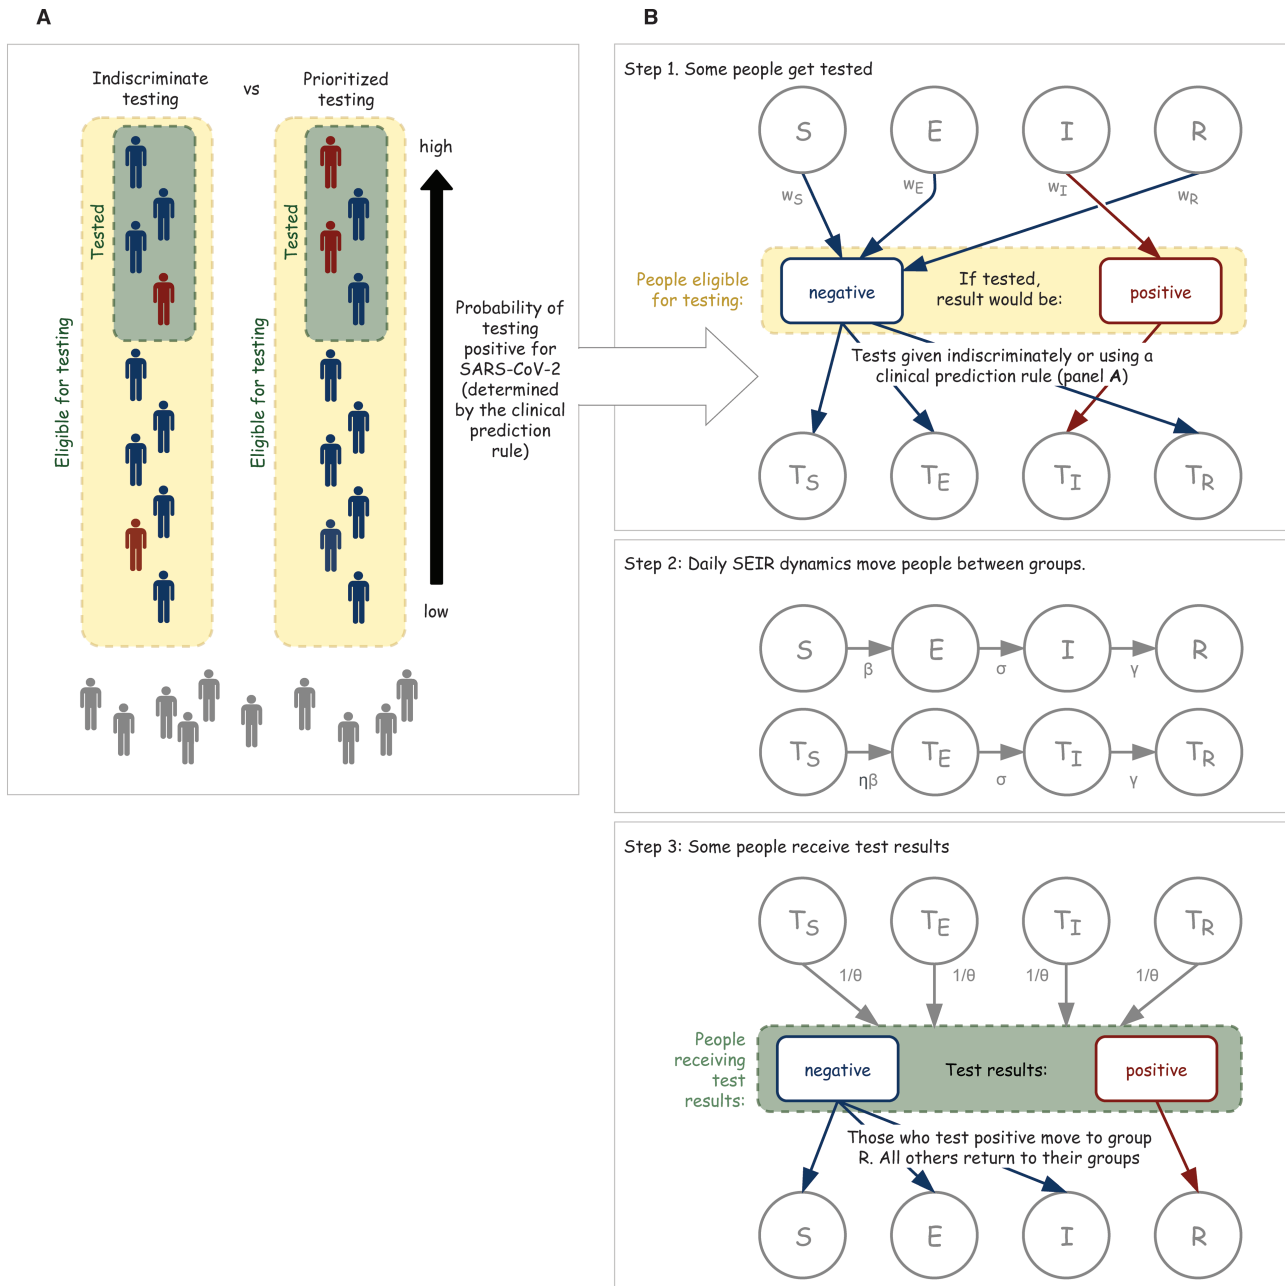 A
Indiscriminate
testing
vs
Prioritized
testing
Tested
Eligible for testing
Tested
Eligible for testing
high
Probability of
testing
positive for
SARS-CoV-2
(determined
by the clinical
prediction
rule)
low
B
Step 1. Some people get tested
S
E
I
R
wS
wE
wI
wR
People eligible
for testing:
negative
If tested,
result would be:
positive
Tests given indiscriminately or using a
clinical prediction rule (panel A)
TS
TE
TI
TR
Step 2: Daily SEIR dynamics move people between groups.
S
E
I
R
β
σ
γ
TS
TE
TI
TR
ηβ
σ
γ
Step 3: Some people receive test results
TS
TE
TI
TR
1/θ
1/θ
1/θ
1/θ
People
receiving
test
results:
negative
Test results:
positive
Those who test positive move to group
R. All others return to their groups
S
E
I
R